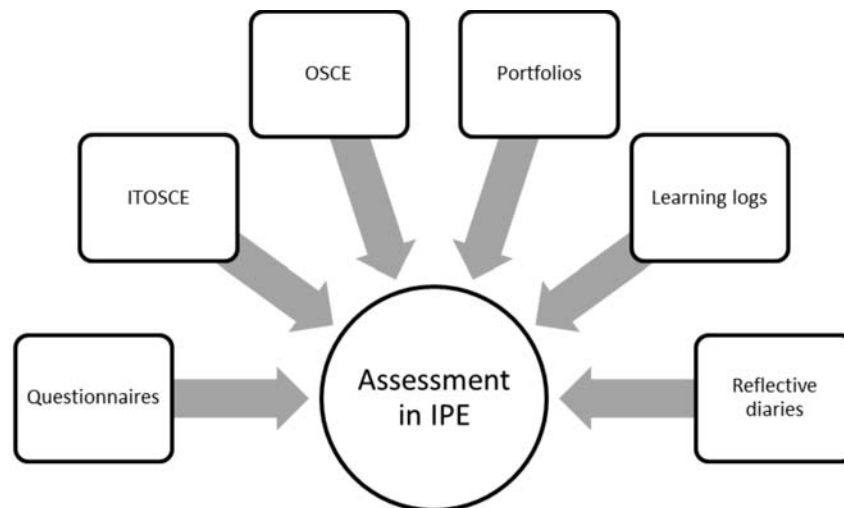 OSCE
Portfolios
ITOSCE
Learning logs
Questionnaires
Assessment
in IPE
Reflective
diaries